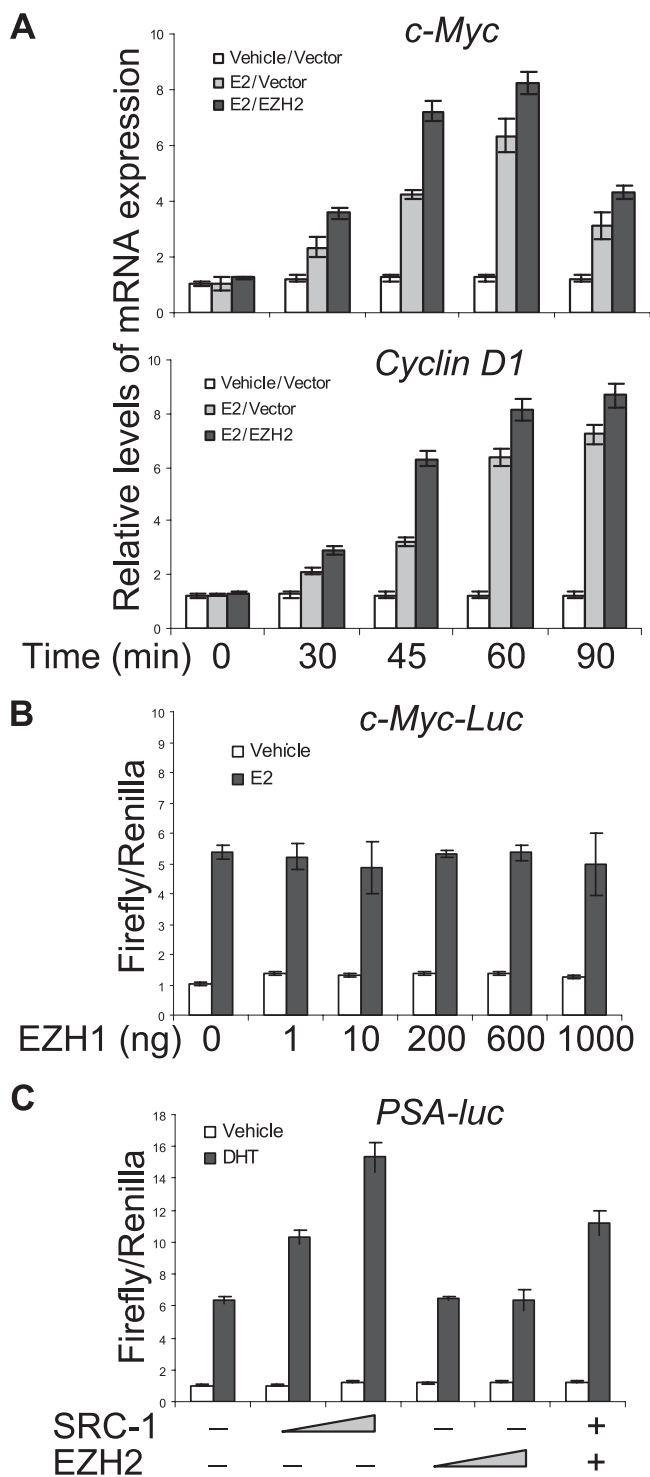 A
c-Myc
Relative levels of mRNA expression
10
8
6
4
2
0
Vehicle/Vector
E2/Vector
E2/EZH2
Cyclin D1
10
8
6
4
2
0
Vehicle/Vector
E2/Vector
E2/EZH2
Time (min) 0 30 45 60 90
B
c-Myc-Luc
Firefly/Renilla
10
9
8
7
6
5
4
3
2
1
0
Vehicle
E2
EZH1 (ng) 0 1 10 200 600 1000
C
PSA-luc
Firefly/Renilla
18
16
14
12
10
8
6
4
2
0
Vehicle
DHT
SRC-1 – – – +
EZH2 – – – +